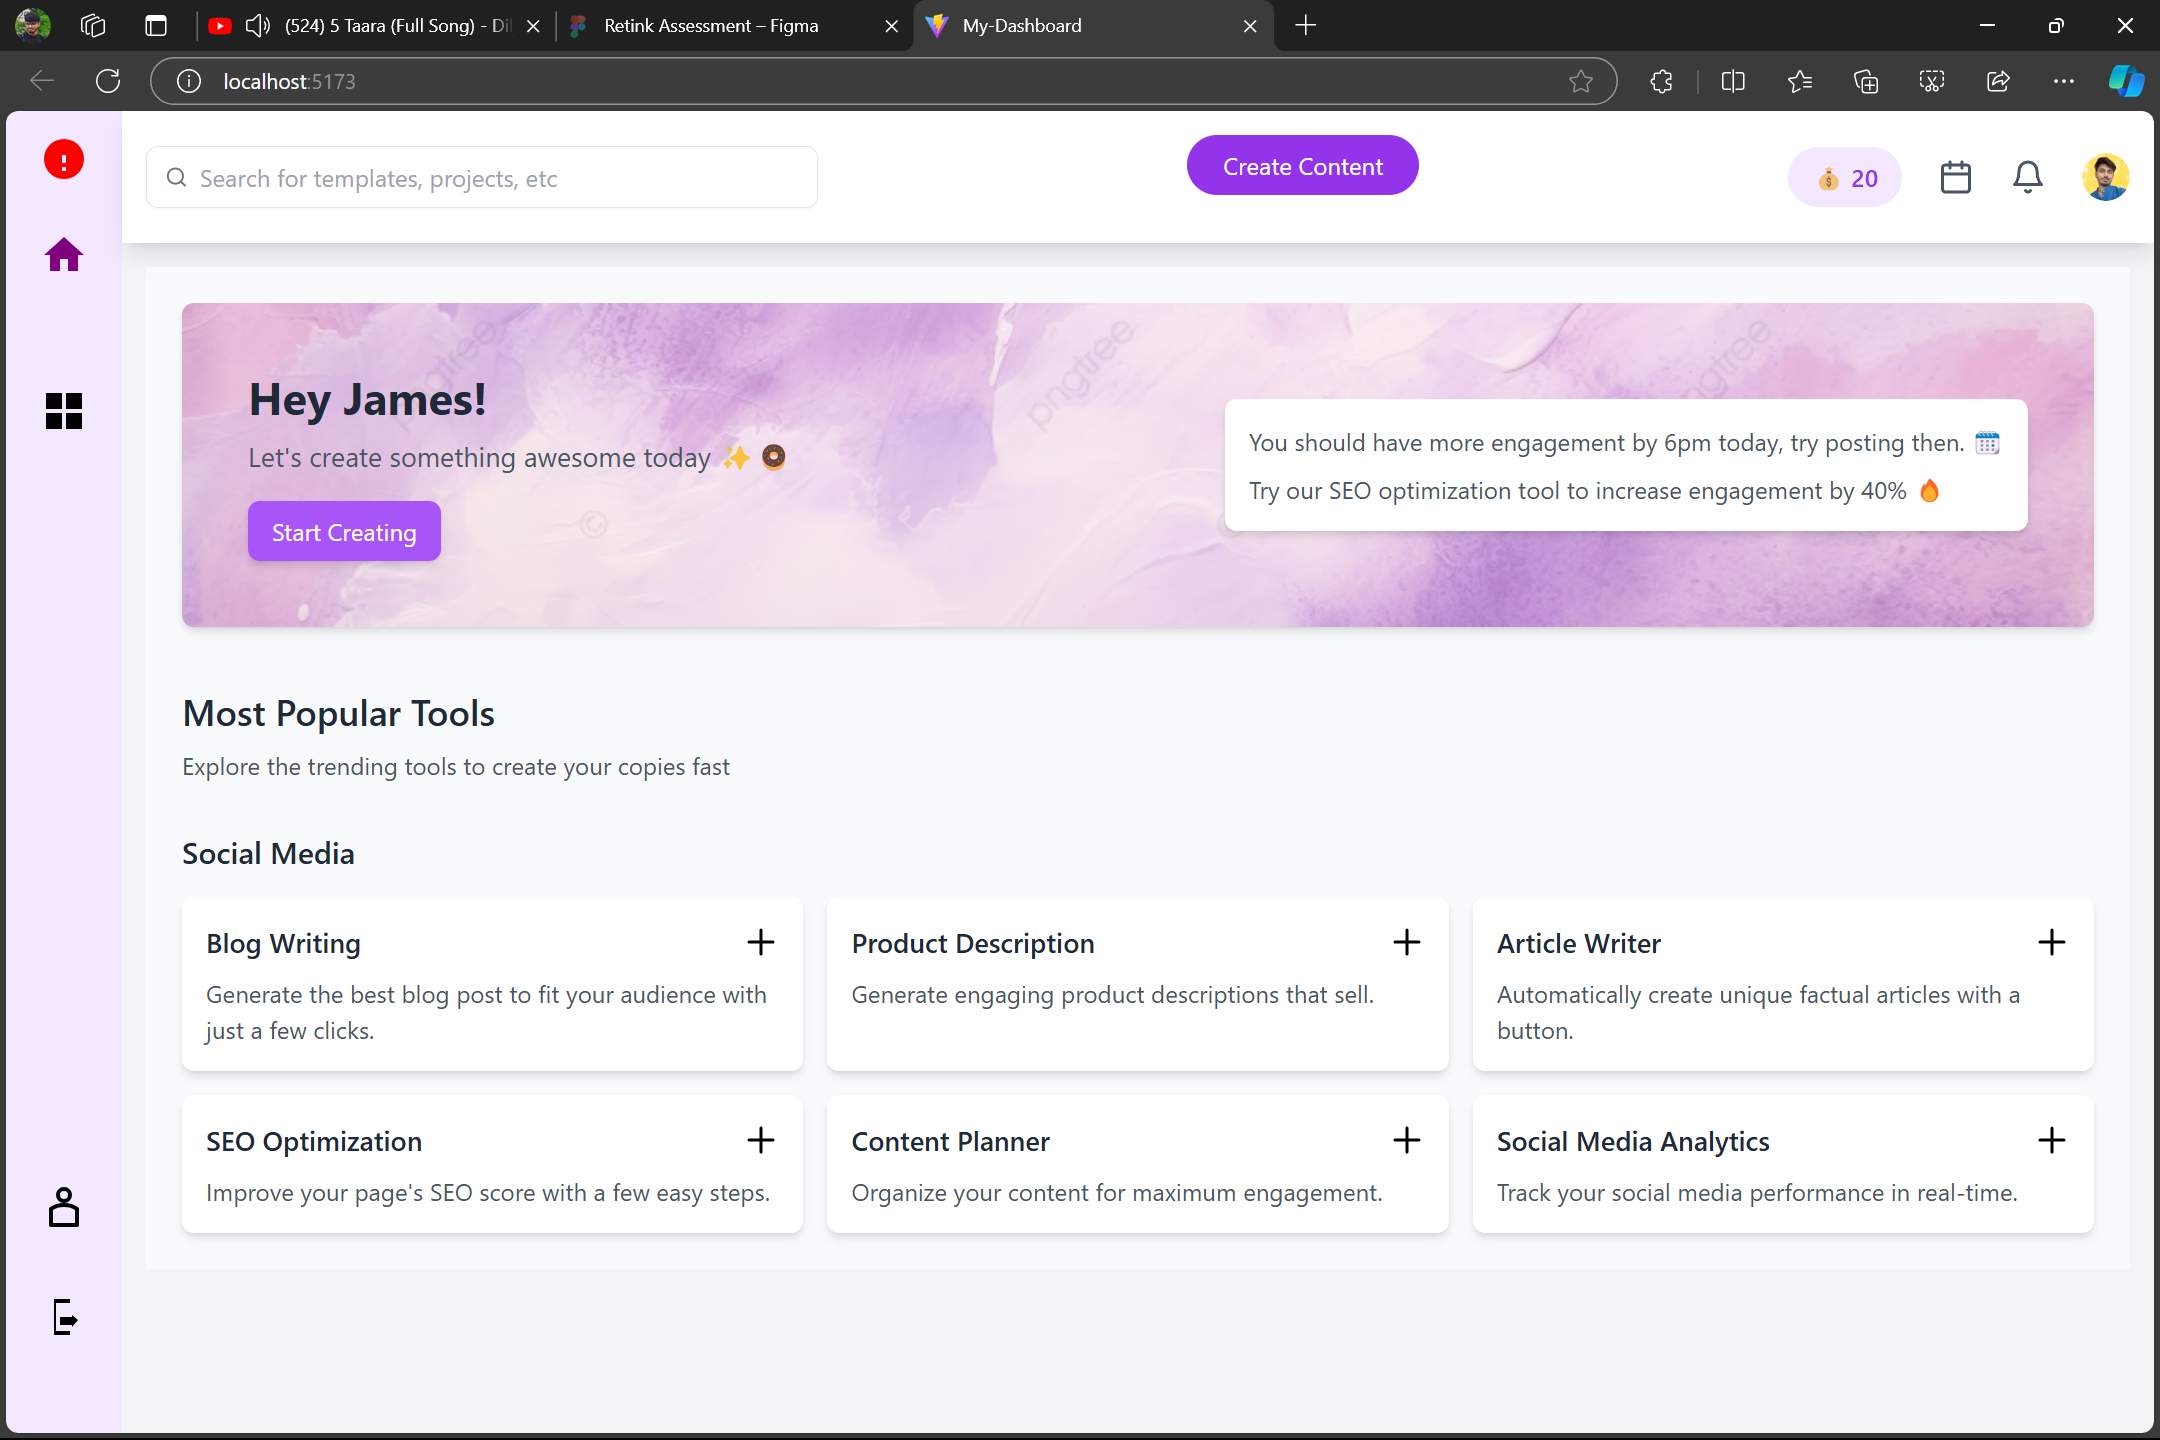 (524) 5 Taara (Full Song) - Dil
Retink Assessment – Figma
My-Dashboard
localhost:5173
Search for templates, projects, etc
Create Content
20
Hey James!
Let's create something awesome today ✨ 🍩
Start Creating
You should have more engagement by 6pm today, try posting then. 🗓️
Try our SEO optimization tool to increase engagement by 40% 🔥
pngtree
pngtree
pngtree
Most Popular Tools
Explore the trending tools to create your copies fast
Social Media
Blog Writing
Generate the best blog post to fit your audience with
just a few clicks.
Product Description
Generate engaging product descriptions that sell.
Article Writer
Automatically create unique factual articles with a
button.
SEO Optimization
Improve your page's SEO score with a few easy steps.
Content Planner
Organize your content for maximum engagement.
Social Media Analytics
Track your social media performance in real-time.